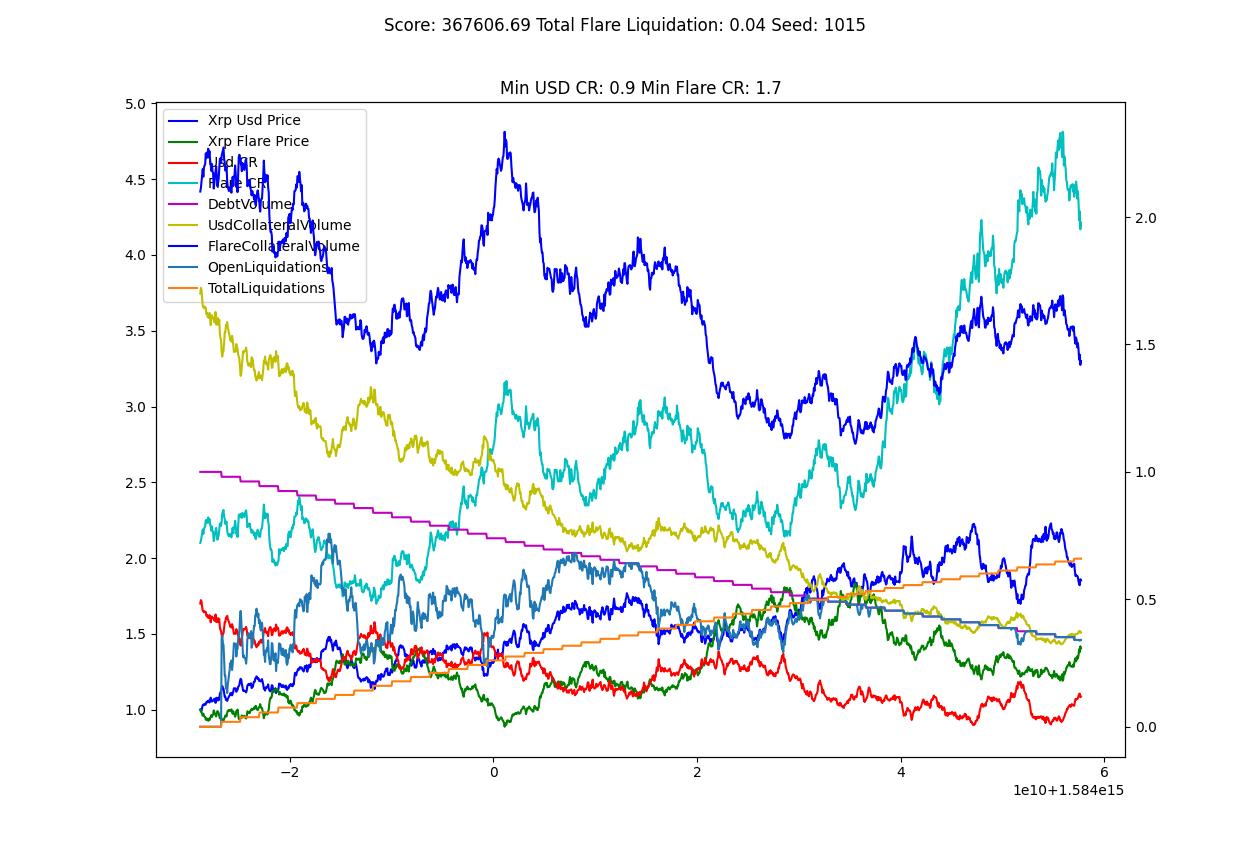 Score: 367606.69 Total Flare Liquidation: 0.04 Seed: 1015
Min USD CR: 0.9 Min Flare CR: 1.7
Xrp Usd Price
Xrp Flare Price
Usd CR
Flare CR
DebtVolume
UsdCollateralVolume
FlareCollateralVolume
OpenLiquidations
TotalLiquidations
5.0
4.5
4.0
3.5
3.0
2.5
2.0
1.5
1.0
2.0
1.5
1.0
0.5
0.0
−2
0
2
4
6
1e10+1.584e15